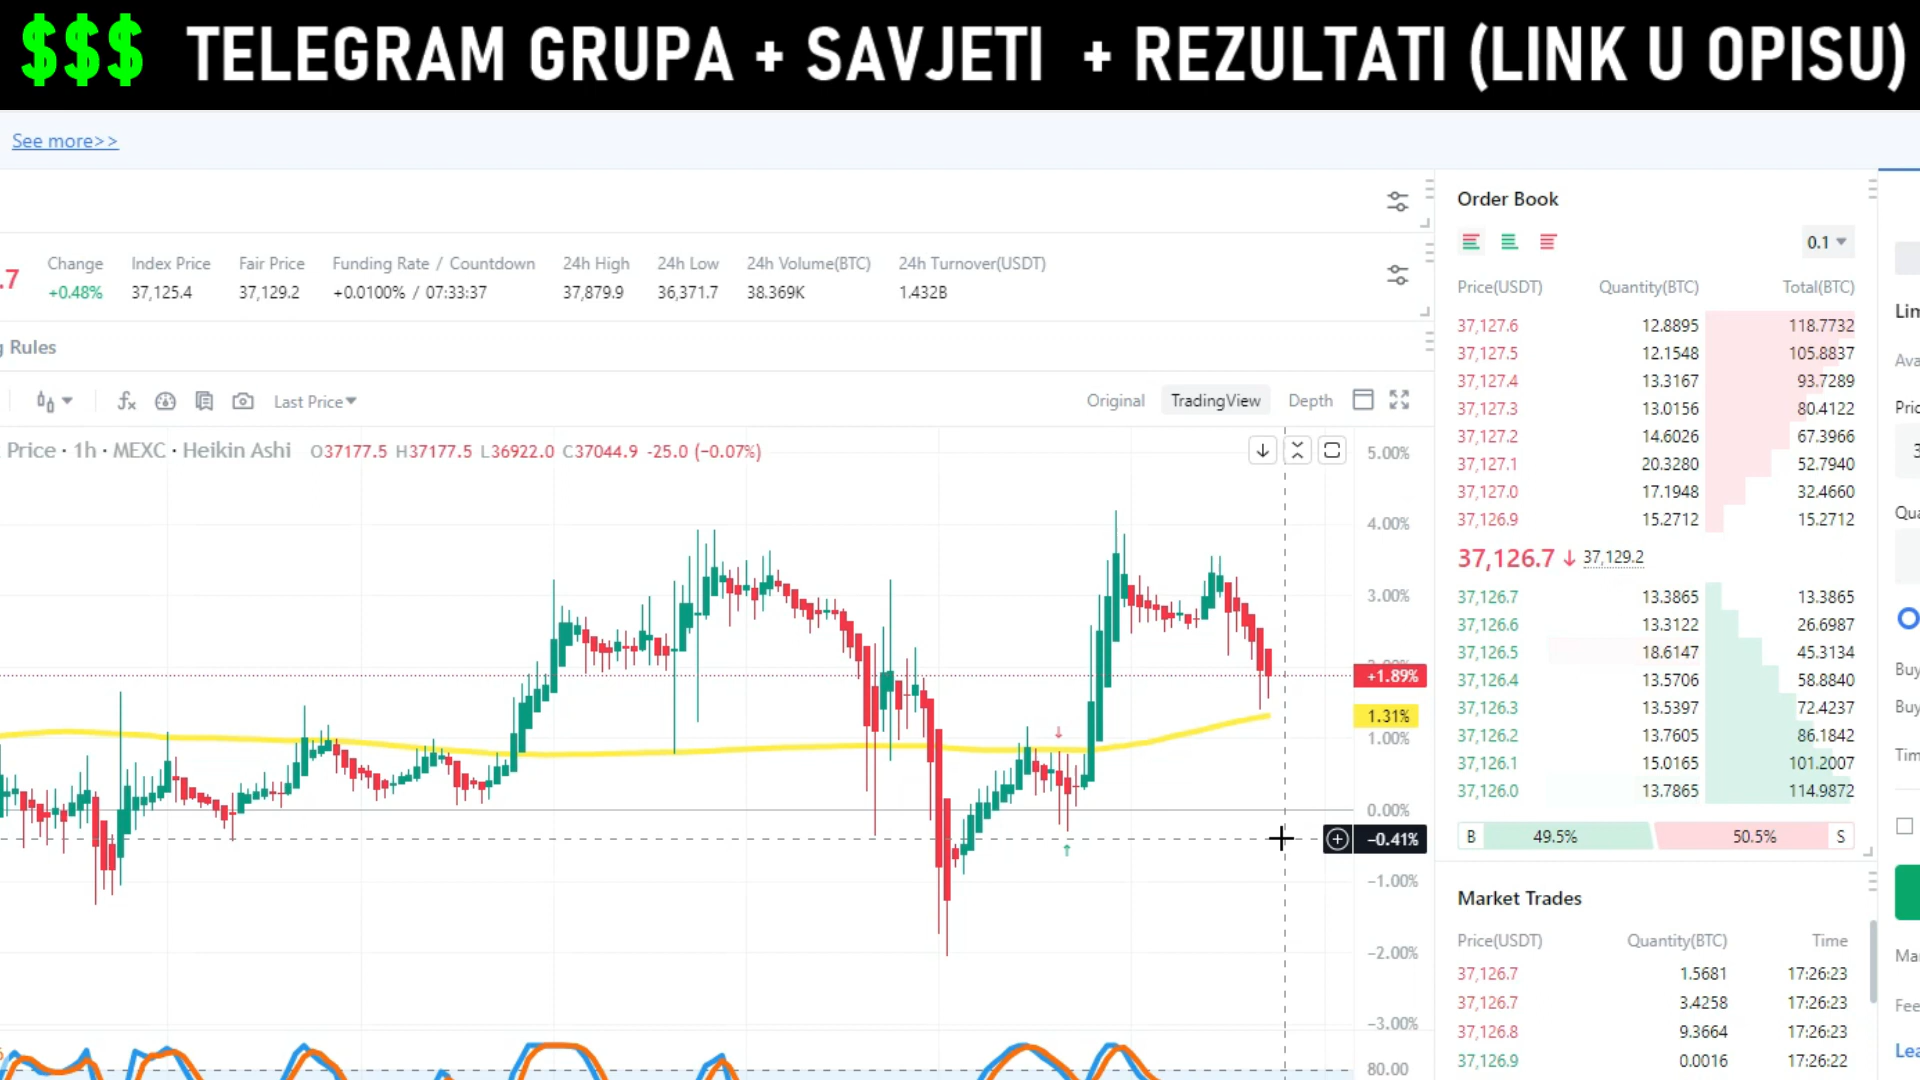 $$$ TELEGRAM GRUPA + SAVJETI + REZULTATI (LINK U OPISU)
See more>>
.7
Change Index Price Fair Price Funding Rate / Countdown 24h High 24h Low 24h Volume(BTC) 24h Turnover(USDT)
+0.48% 37,125.4 37,129.2 +0.0100% / 07:33:37 37,879.9 36,371.7 38.369K 1.432B
g Rules
Last Price Original TradingView Depth
Price · 1h · MEXC · Heikin Ashi O37177.5 H37177.5 L36922.0 C37044.9 -25.0 (−0.07%)
5.00%
4.00%
3.00%
+1.89%
1.31%
1.00%
0.00%
−0.41%
−1.00%
−2.00%
−3.00%
80.00
Order Book
0.1
Price(USDT) Quantity(BTC) Total(BTC)
37,127.6 12.8895 118.7732
37,127.5 12.1548 105.8837
37,127.4 13.3167 93.7289
37,127.3 13.0156 80.4122
37,127.2 14.6026 67.3966
37,127.1 20.3280 52.7940
37,127.0 17.1948 32.4660
37,126.9 15.2712 15.2712
37,126.7 37,129.2
37,126.7 13.3865 13.3865
37,126.6 13.3122 26.6987
37,126.5 18.6147 45.3134
37,126.4 13.5706 58.8840
37,126.3 13.5397 72.4237
37,126.2 13.7605 86.1842
37,126.1 15.0165 101.2007
37,126.0 13.7865 114.9872
B 49.5% 50.5% S
Market Trades
Price(USDT) Quantity(BTC) Time
37,126.7 1.5681 17:26:23
37,126.7 3.4258 17:26:23
37,126.8 9.3664 17:26:23
37,126.9 0.0016 17:26:22
Lim
Ava
Pric
3
Qua
Buy
Buy
Tim
Mar
Fee
Lea